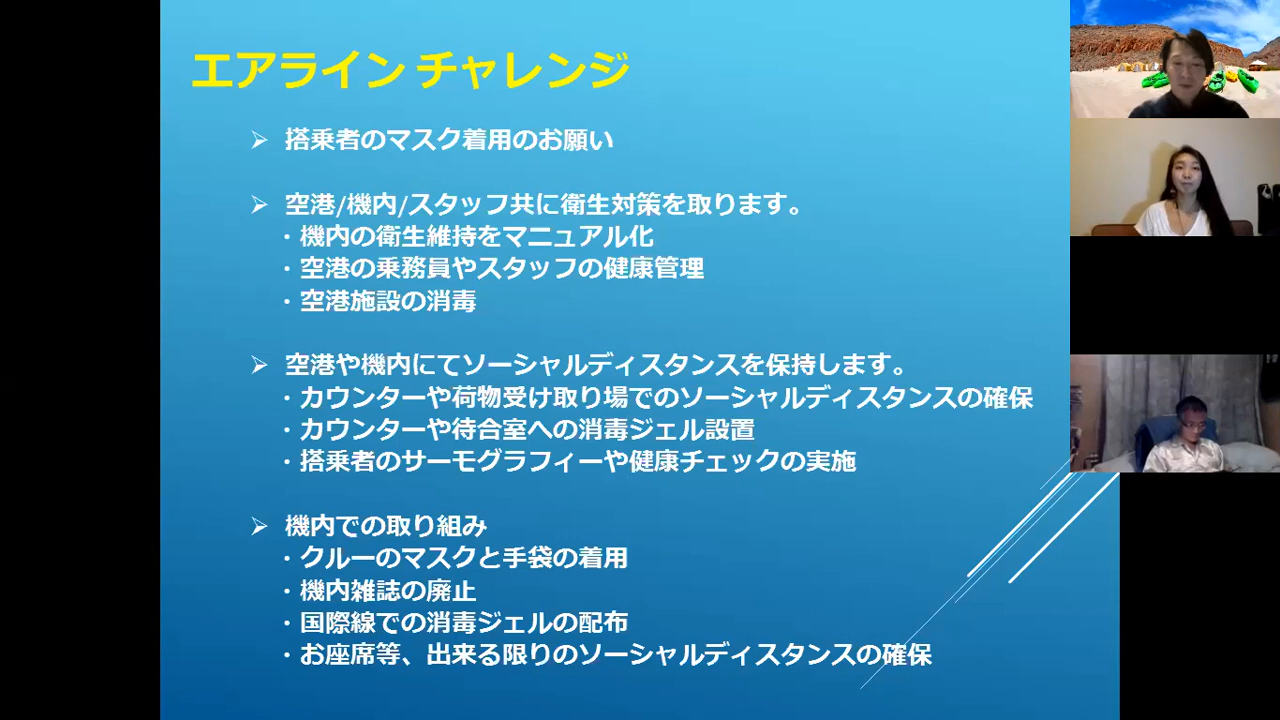 エアライン チャレンジ
➢ 搭乗者のマスク着用のお願い
➢ 空港/機内/スタッフ共に衛生対策を取ります。
・機内の衛生維持をマニュアル化
・空港の乗務員やスタッフの健康管理
・空港施設の消毒
➢ 空港や機内にてソーシャルディスタンスを保持します。
・カウンターや荷物受け取り場でのソーシャルディスタンスの確保
・カウンターや待合室への消毒ジェル設置
・搭乗者のサーモグラフィーや健康チェックの実施
➢ 機内での取り組み
・クルーのマスクと手袋の着用
・機内雑誌の廃止
・国際線での消毒ジェルの配布
・お座席等、出来る限りのソーシャルディスタンスの確保